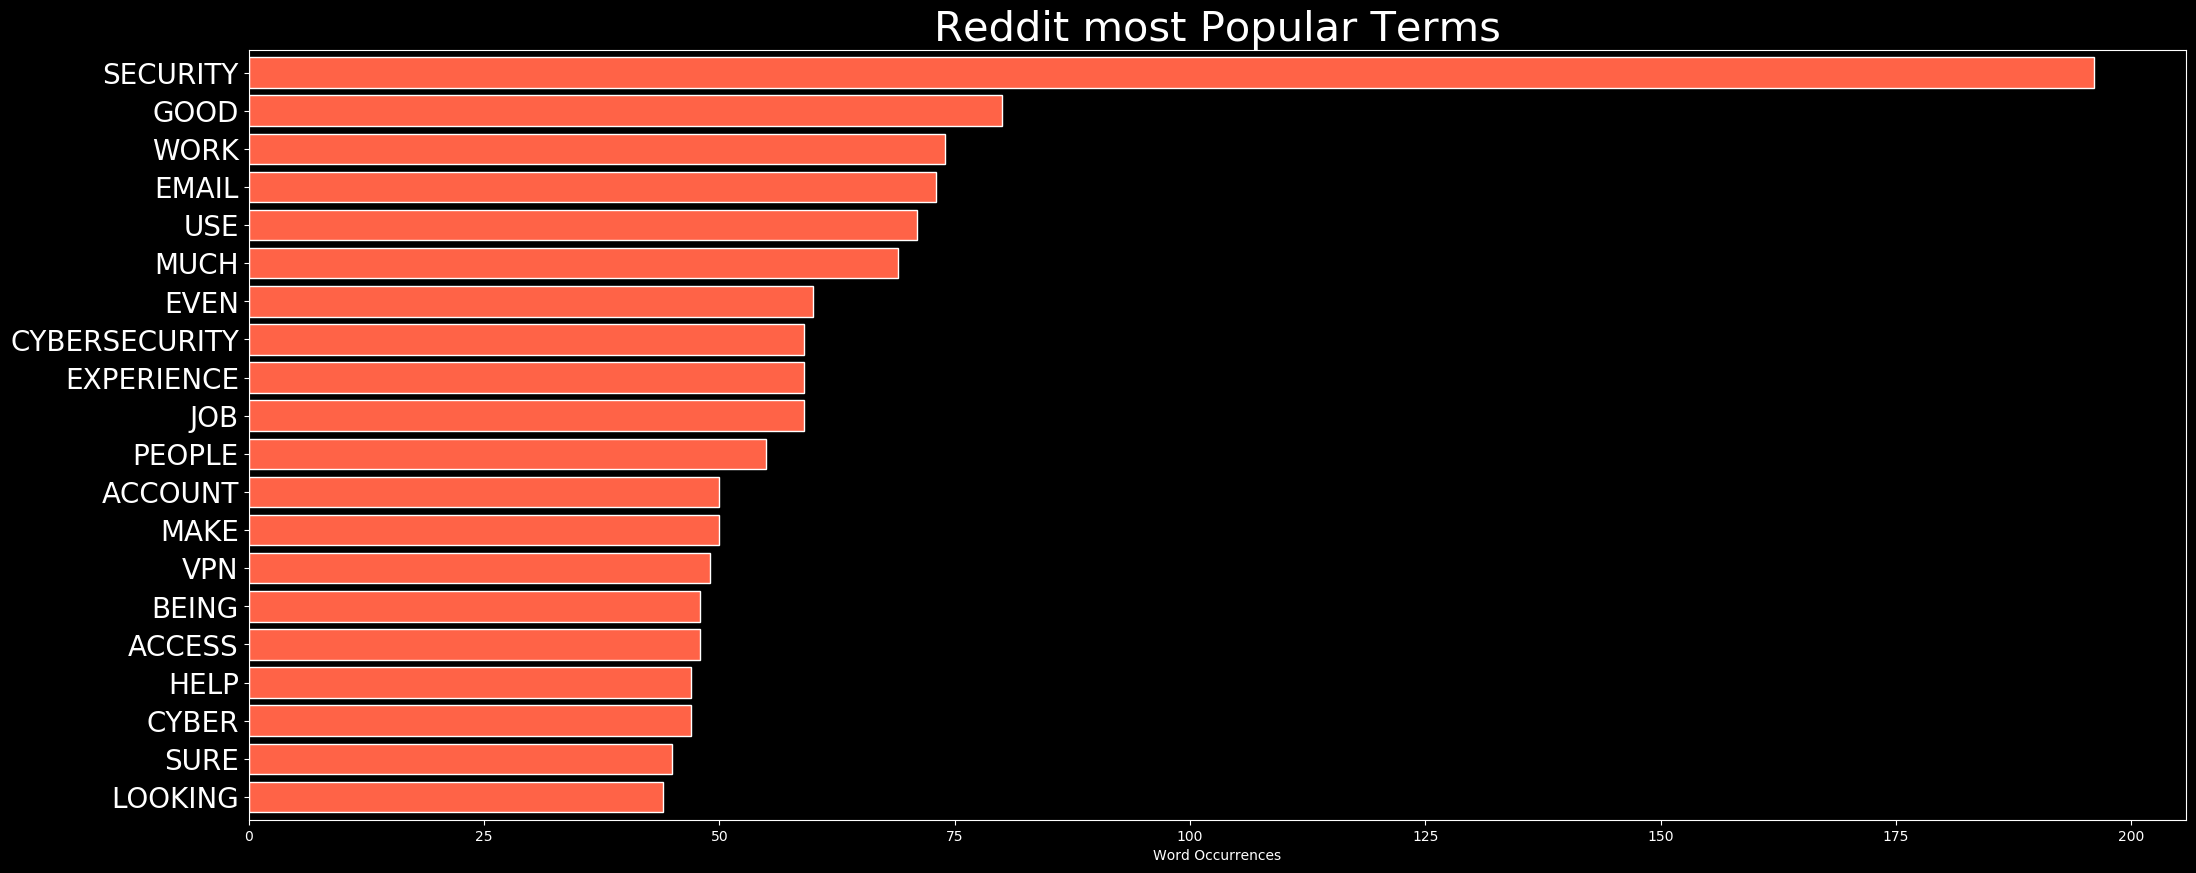 Reddit most Popular Terms
SECURITY
GOOD
WORK
EMAIL
USE
MUCH
EVEN
CYBERSECURITY
EXPERIENCE
JOB
PEOPLE
ACCOUNT
MAKE
VPN
BEING
ACCESS
HELP
CYBER
SURE
LOOKING
0 25 50 75 100 125 150 175 200
Word Occurrences